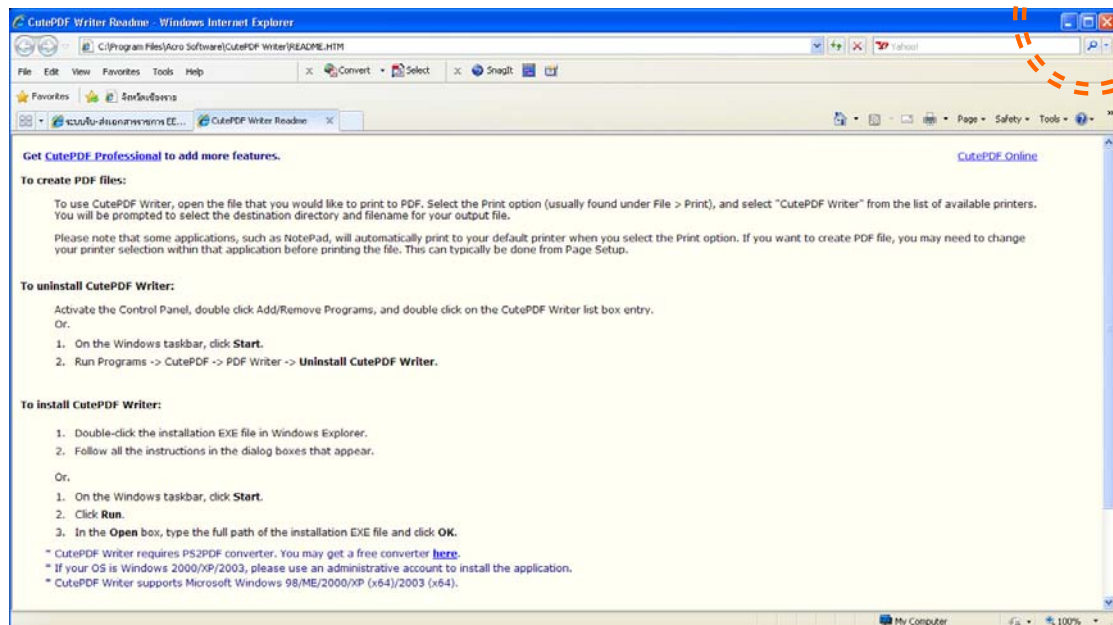 CutePDF Writer Readme - Windows Internet Explorer
C:\Program Files\Acro Software\CutePDF Writer\README.HTM
Yahoo!
File Edit View Favorites Tools Help
x Convert Select
x SnagIt
Favorites
CutePDF Writer Readme X
Page Safety Tools
Get CutePDF Professional to add more features.
CutePDF Online
To create PDF files:
To use CutePDF Writer, open the file that you would like to print to PDF. Select the Print option (usually found under File > Print), and select "CutePDF Writer" from the list of available printers.
You will be prompted to select the destination directory and filename for your output file.
Please note that some applications, such as NotePad, will automatically print to your default printer when you select the Print option. If you want to create PDF file, you may need to change
your printer selection within that application before printing the file. This can typically be done from Page Setup.
To uninstall CutePDF Writer:
Activate the Control Panel, double click Add/Remove Programs, and double click on the CutePDF Writer list box entry.
Or.
1. On the Windows taskbar, click Start.
2. Run Programs -> CutePDF -> PDF Writer -> Uninstall CutePDF Writer.
To install CutePDF Writer:
1. Double-click the installation EXE file in Windows Explorer.
2. Follow all the instructions in the dialog boxes that appear.
Or.
1. On the Windows taskbar, click Start.
2. Click Run.
3. In the Open box, type the full path of the installation EXE file and click OK.
* CutePDF Writer requires PS2PDF converter. You may get a free converter here.
* If your OS is Windows 2000/XP/2003, please use an administrative account to install the application.
* CutePDF Writer supports Microsoft Windows 98/ME/2000/XP (x64)/2003 (x64).
My Computer
100%